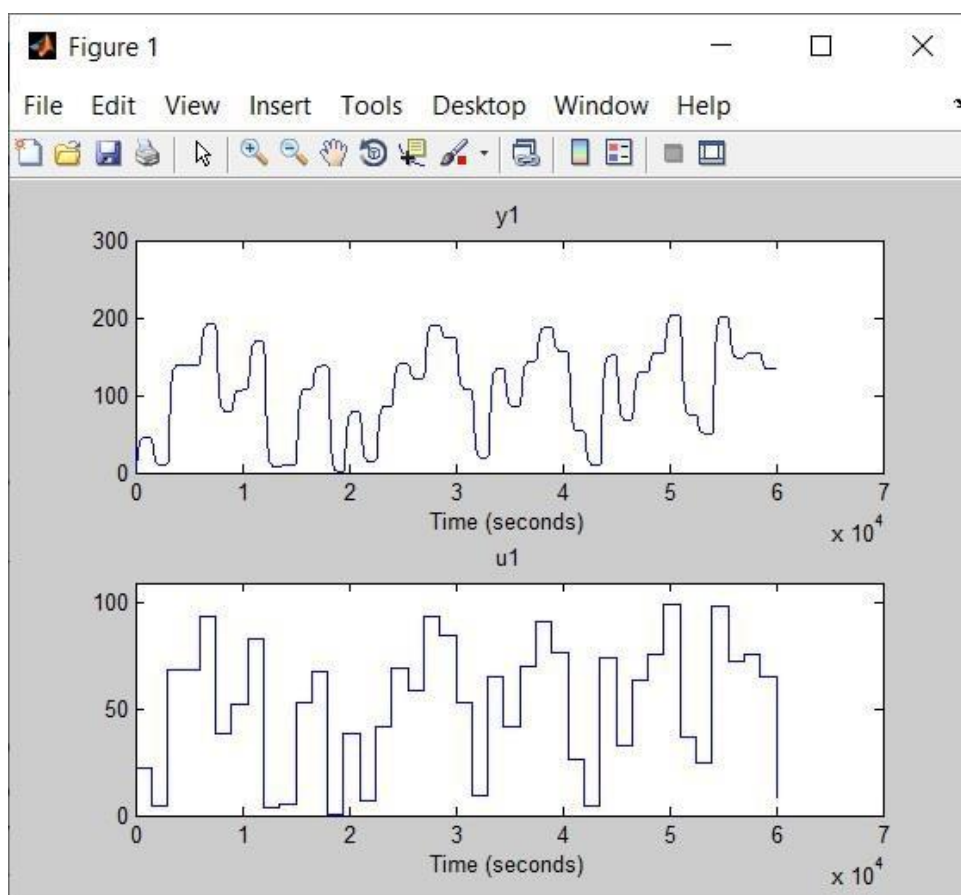 Figure 1
File Edit View Insert Tools Desktop Window Help
y1
300
200
100
0
0 1 2 3 4 5 6 7
Time (seconds)
x 10^4
u1
100
50
0
0 1 2 3 4 5 6 7
Time (seconds)
x 10^4